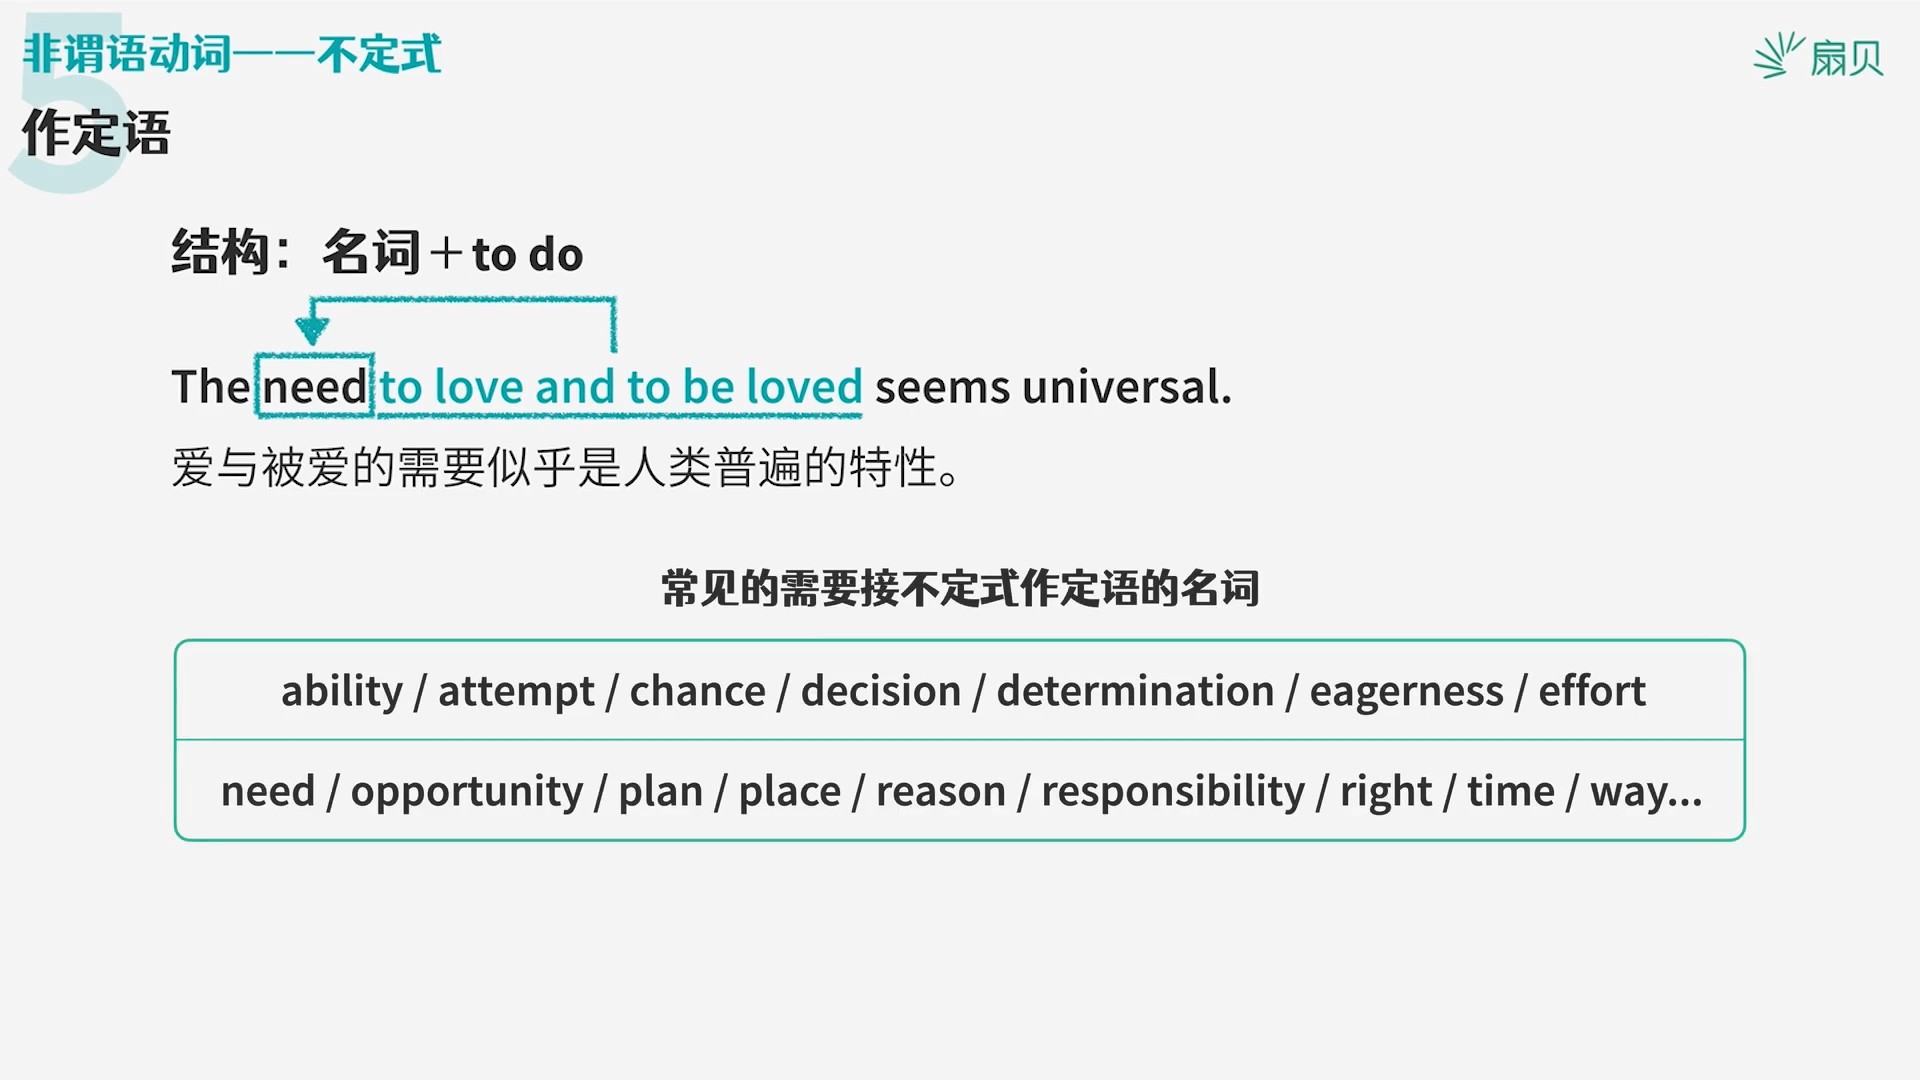 5
非谓语动词——不定式
扇贝
作定语
结构：名词＋to do
The need to love and to be loved seems universal.
爱与被爱的需要似乎是人类普遍的特性。
常见的需要接不定式作定语的名词
ability / attempt / chance / decision / determination / eagerness / effort
need / opportunity / plan / place / reason / responsibility / right / time / way...